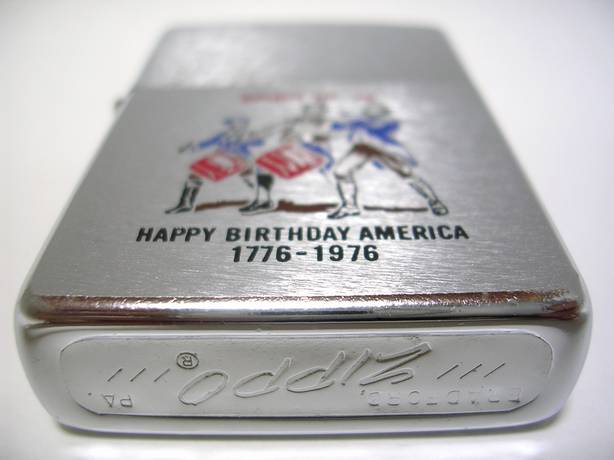 HAPPY BIRTHDAY AMERICA
1776-1976
BRADFORD, ///// ZIPPO® ///// PA.